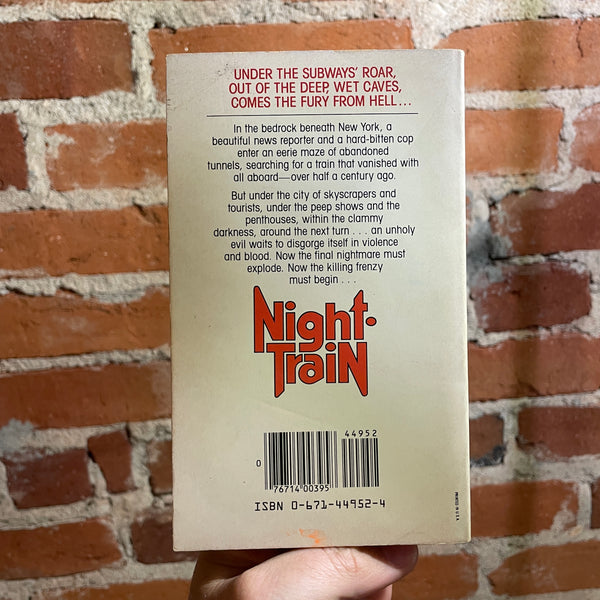 UNDER THE SUBWAYS' ROAR,
OUT OF THE DEEP, WET CAVES,
COMES THE FURY FROM HELL...
In the bedrock beneath New York, a
beautiful news reporter and a hard-bitten cop
enter an eerie maze of abandoned
tunnels, searching for a train that vanished with
all aboard—over half a century ago.
But under the city of skyscrapers and
tourists, under the peep shows and the
penthouses, within the clammy
darkness, around the next turn . . . an unholy
evil waits to disgorge itself in violence
and blood. Now the final nightmare must
explode. Now the killing frenzy
must begin . . .
Night-
Train
44952
0
76714 00395
ISBN 0-671-44952-4
PRINTED IN U.S.A.